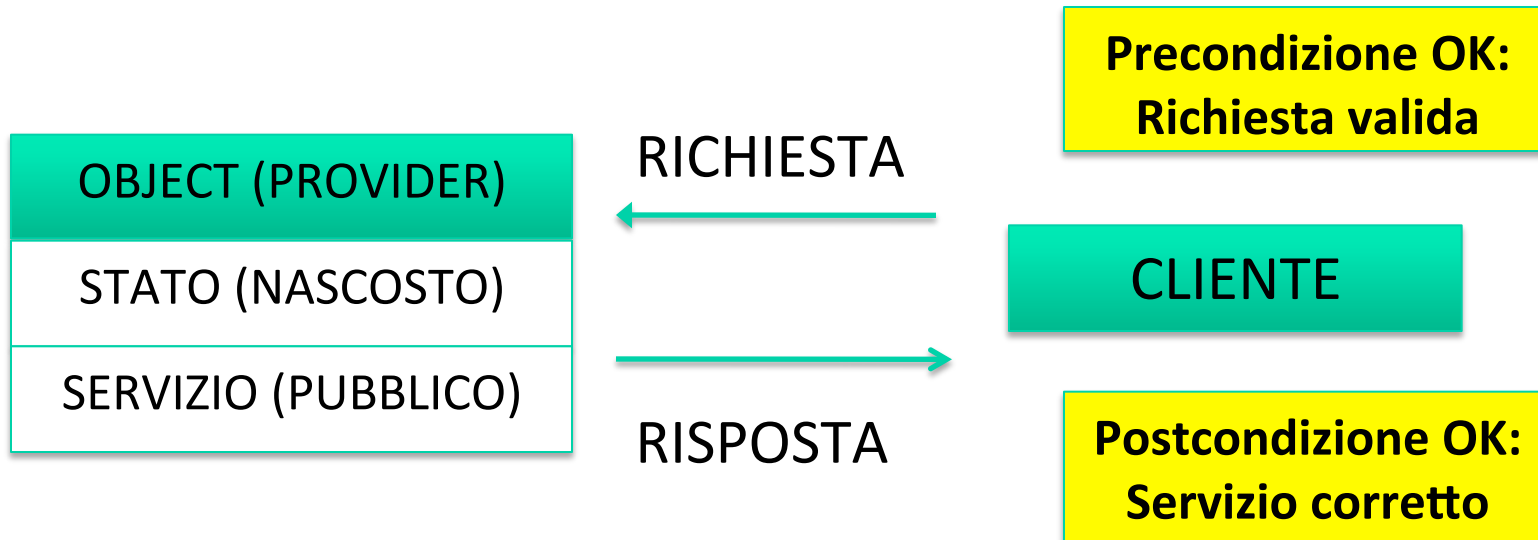 Precondizione OK:
Richiesta valida
RICHIESTA
OBJECT (PROVIDER)
STATO (NASCOSTO)
SERVIZIO (PUBBLICO)
CLIENTE
RISPOSTA
Postcondizione OK:
Servizio corretto